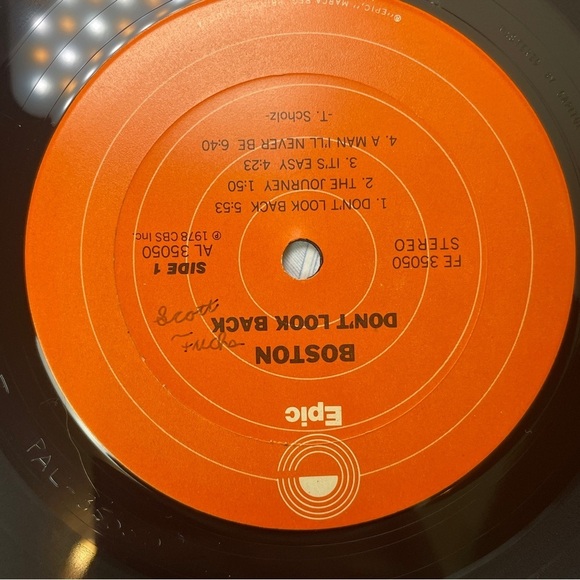 Epic
BOSTON
DON'T LOOK BACK
Scott
Fuchs
FE 35050
STEREO
SIDE 1
AL 35050
℗ 1978 CBS Inc.
1. DON'T LOOK BACK 5:53
2. THE JOURNEY 1:50
3. IT'S EASY 4:23
4. A MAN I'LL NEVER BE 6:40
-T. Scholz-
PAL-